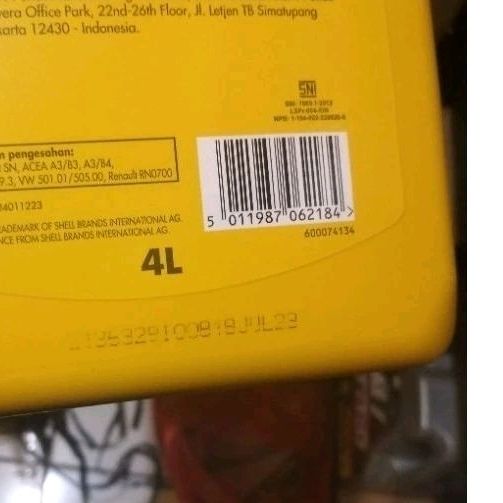 vera Office Park, 22nd-26th Floor, Jl. Letjen TB Simatupang
karta 12430 - Indonesia.
SNI
n pengesahan:
SN, ACEA A3/B3, A3/B4,
9.3, VW 501.01/505.00, Renault RN0700
84011223
RADEMARK OF SHELL BRANDS INTERNATIONAL AG.
NCE FROM SHELL BRANDS INTERNATIONAL AG.
5 011987 062184 >
600074134
4L